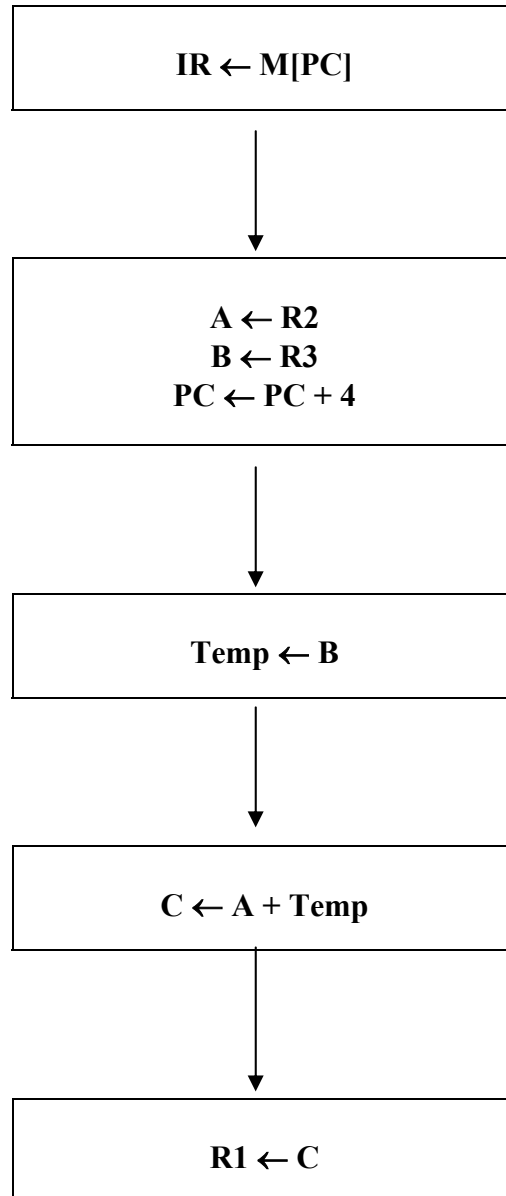 IR ← M[PC]
A ← R2
B ← R3
PC ← PC + 4
Temp ← B
C ← A + Temp
R1 ← C